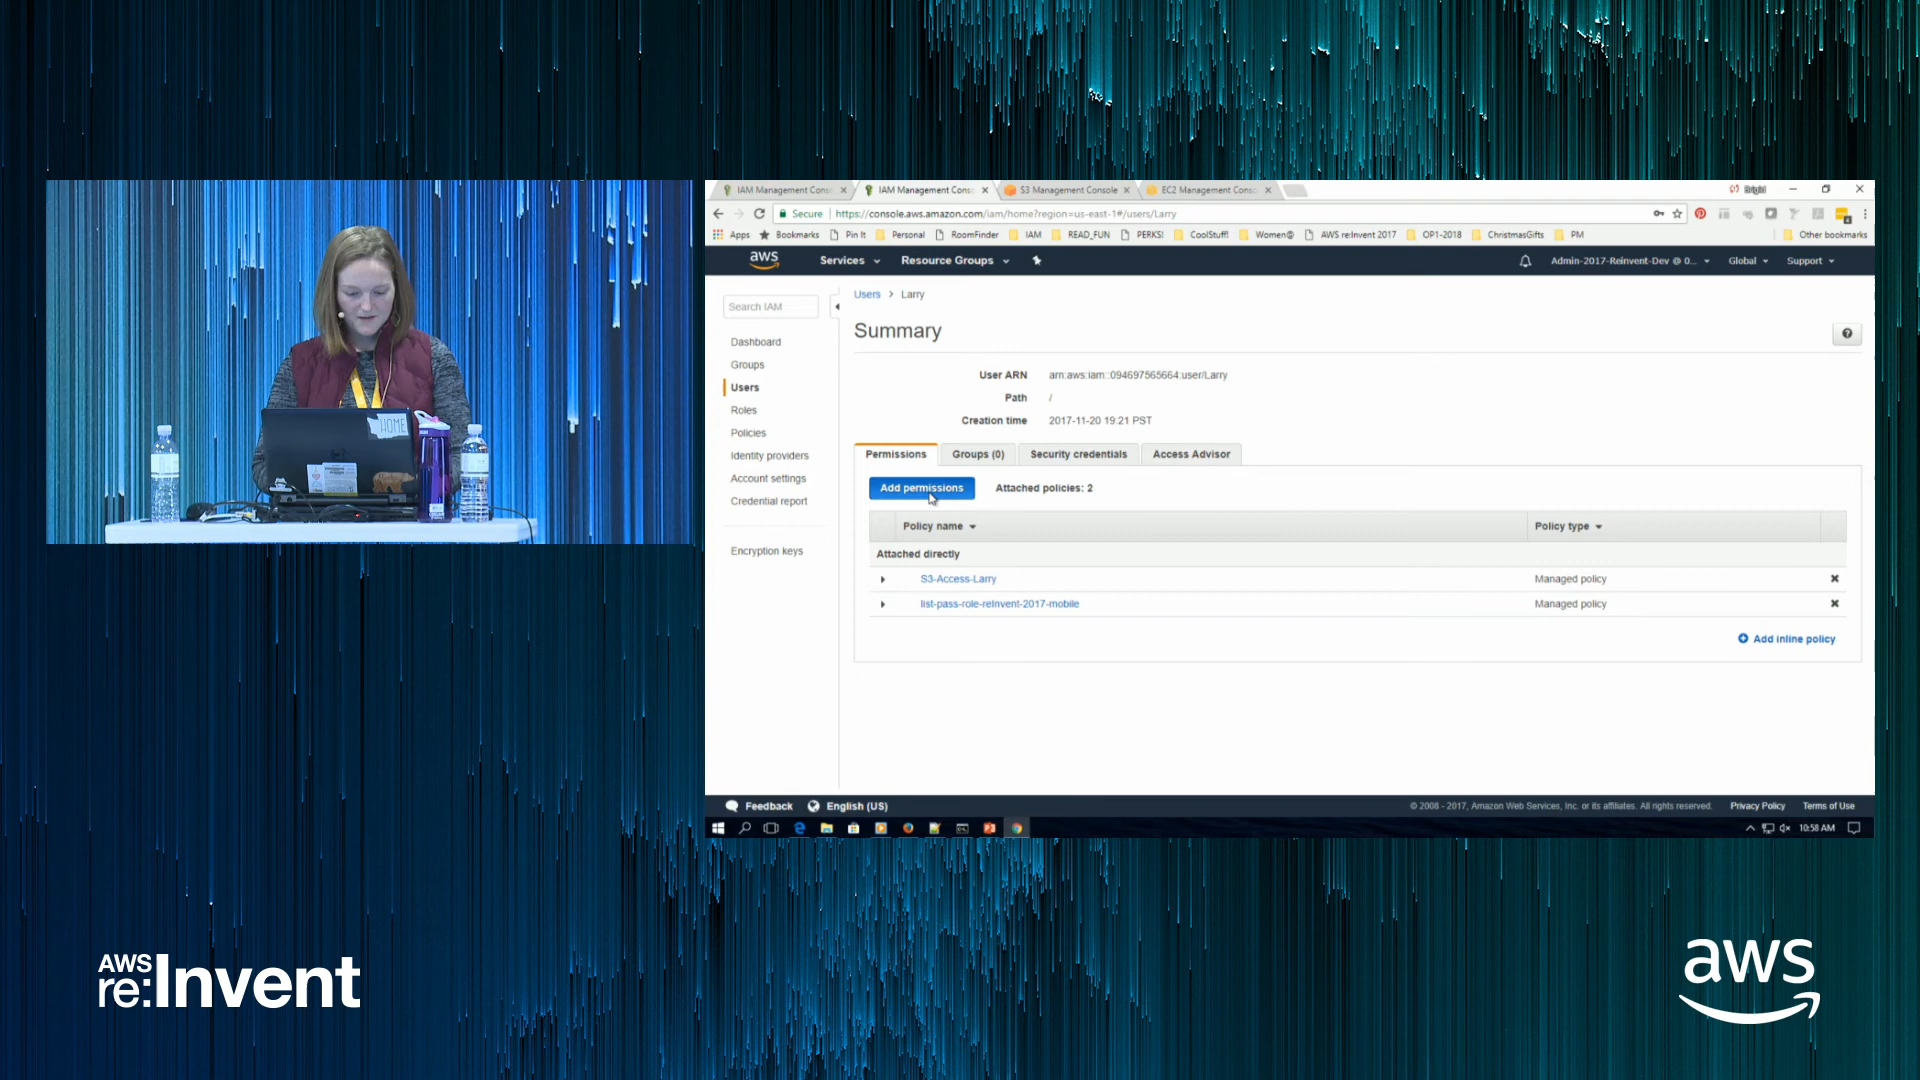 IAM Management Cons
IAM Management Conso
S3 Management Console
EC2 Management Conso
Secure
https://console.aws.amazon.com/iam/home?region=us-east-1#/users/Larry
Apps
Bookmarks
Pin It
Personal
RoomFinder
IAM
READ_FUN
PERKS!
CoolStuff!
Women@
AWS re:Invent 2017
OP1-2018
ChristmasGifts
PM
Other bookmarks
aws
Services
Resource Groups
Admin-2017-Reinvent-Dev @ 0...
Global
Support
Search IAM
Dashboard
Groups
Users
Roles
Policies
Identity providers
Account settings
Credential report
Encryption keys
Users > Larry
Summary
User ARN arn:aws:iam::094697565664:user/Larry
Path /
Creation time 2017-11-20 19:21 PST
Permissions
Groups (0)
Security credentials
Access Advisor
Add permissions
Attached policies: 2
Policy name
Policy type
Attached directly
S3-Access-Larry
Managed policy
list-pass-role-reInvent-2017-mobile
Managed policy
Add inline policy
Feedback
English (US)
© 2008 - 2017, Amazon Web Services, Inc. or its affiliates. All rights reserved.
Privacy Policy
Terms of Use
10:58 AM
HOME
AWS
re:Invent
aws